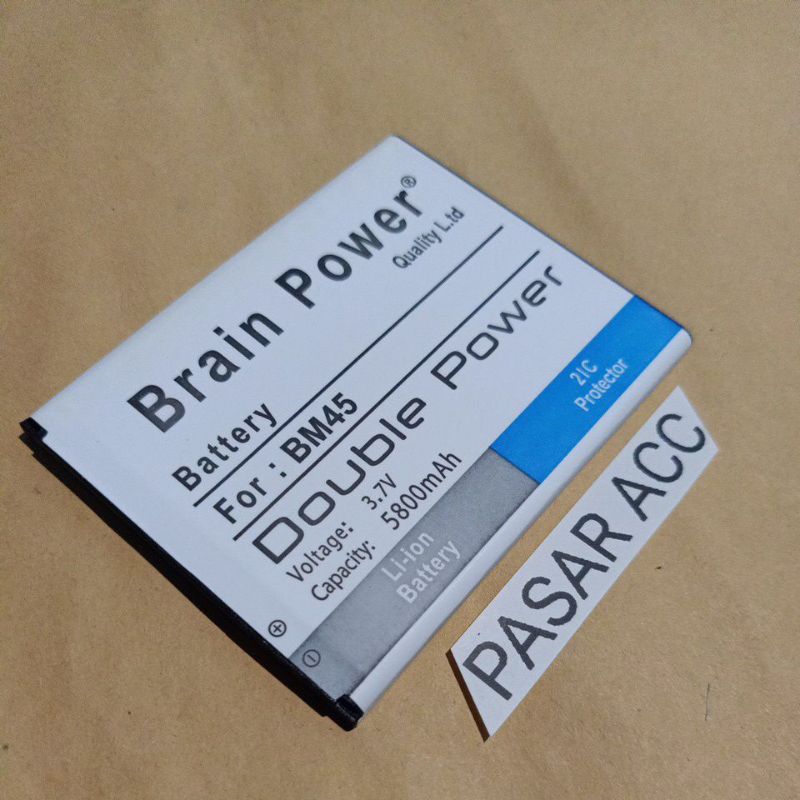 Brain Power®
Quality L.td
Battery
For : BM45
Double Power
Voltage: 3.7V
Capacity: 5800mAh
Li-ion
Battery
2IC
Protector
PASAR ACC